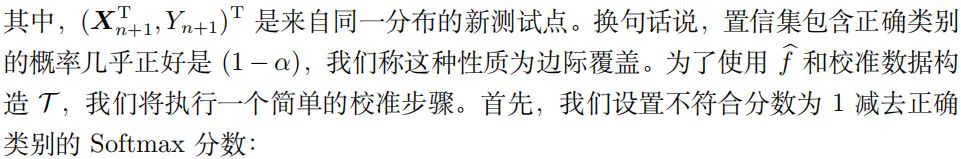 其中，$(\boldsymbol{X}_{n+1}^{\mathrm{T}}, Y_{n+1})^{\mathrm{T}}$ 是来自同一分布的新测试点。换句话说，置信集包含正确类别
的概率几乎正好是 $(1-\alpha)$，我们称这种性质为边际覆盖。为了使用 $\widehat{f}$ 和校准数据构
造 $\mathcal{T}$，我们将执行一个简单的校准步骤。首先，我们设置不符合分数为 1 减去正确
类别的 Softmax 分数：